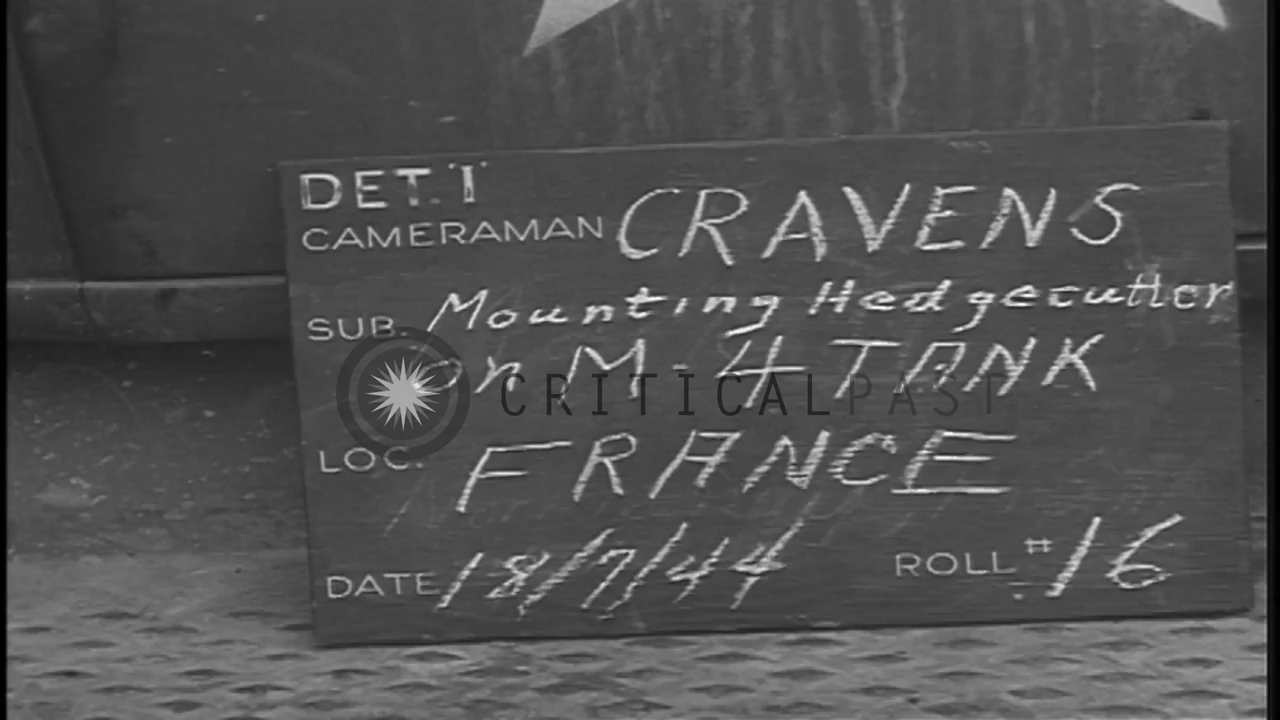 DET. 1
CAMERAMAN CRAVENS
SUB. Mounting Hedgecutter
on M-4 TANK
CRITICALPAST
LOC. FRANCE
DATE 18/7/44 ROLL # 16